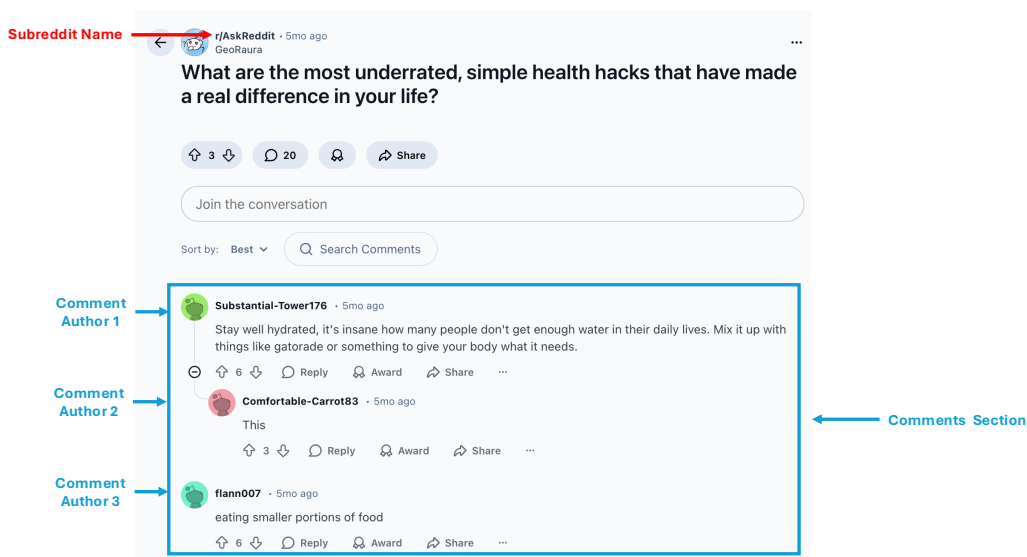 Subreddit Name
r/AskReddit • 5mo ago
GeoRaura
What are the most underrated, simple health hacks that have made
a real difference in your life?
3 20 Share
Join the conversation
Sort by: Best Search Comments
Comment
Author 1
Substantial-Tower176 • 5mo ago
Stay well hydrated, it's insane how many people don't get enough water in their daily lives. Mix it up with
things like gatorade or something to give your body what it needs.
6 Reply Award Share
Comment
Author 2
Comfortable-Carrot83 • 5mo ago
This
3 Reply Award Share
Comments Section
Comment
Author 3
flann007 • 5mo ago
eating smaller portions of food
6 Reply Award Share